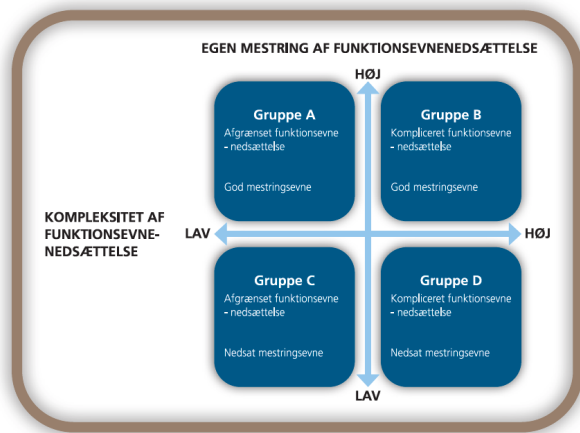 EGEN MESTRING AF FUNKTIONSEVNENEDSÆTTELSE
HØJ
Gruppe A
Afgrænset funktionsevne
- nedsættelse
God mestringsevne
Gruppe B
Kompliceret funktionsevne
- nedsættelse
God mestringsevne
KOMPLEKSITET AF
FUNKTIONSEVNE-
NEDSÆTTELSE
LAV
HØJ
Gruppe C
Afgrænset funktionsevne
- nedsættelse
Nedsat mestringsevne
Gruppe D
Kompliceret funktionsevne
- nedsættelse
Nedsat mestringsevne
LAV